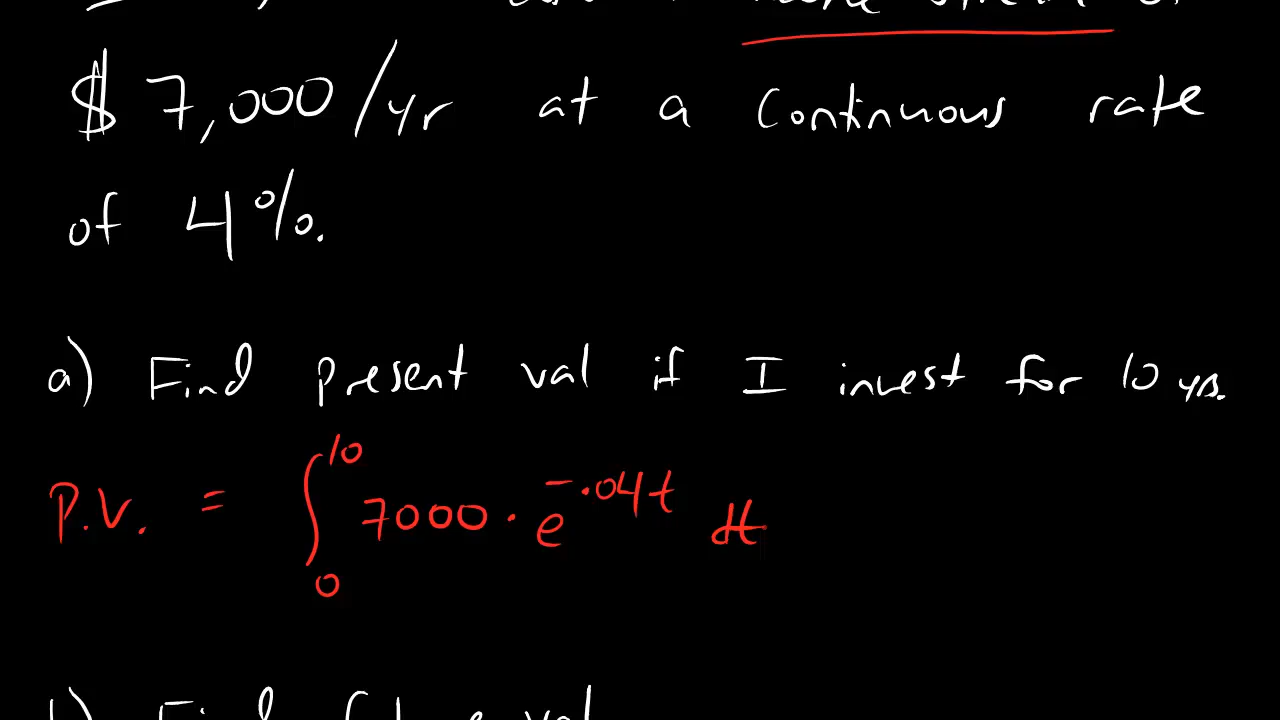 $ 7,000/yr at a continuous rate
of 4%.
a) Find present val if I invest for 10 yrs.
P.V. = ∫₀¹⁰ 7000 · e^(-.04t) dt